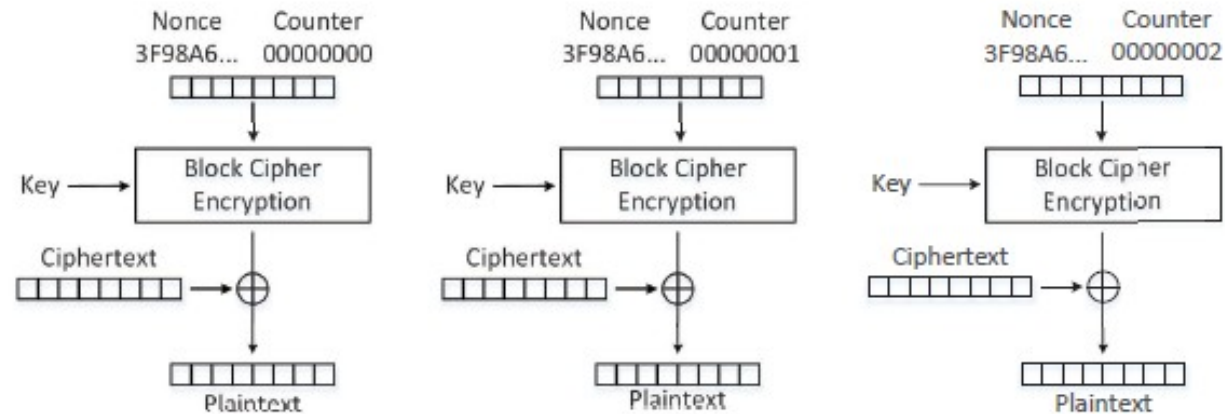 Nonce Counter
3F98A6... 00000000
Key
Block Cipher
Encryption
Ciphertext
Plaintext
Nonce Counter
3F98A6... 00000001
Key
Block Cipher
Encryption
Ciphertext
Plaintext
Nonce Counter
3F98A6... 00000002
Key
Block Cipher
Encryption
Ciphertext
Plaintext